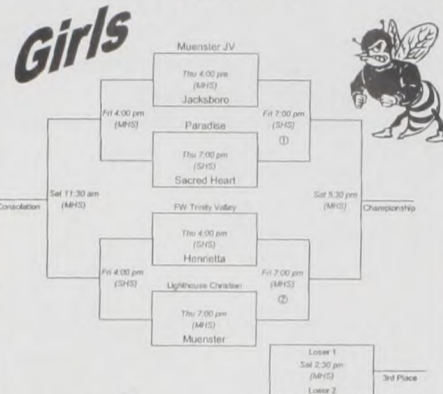 Girls
Muenster JV
Thu 4:00 pm
(MHS)
Jacksboro
Fri 4:00 pm
(MHS)
Fri 7:00 pm
(SHS)
①
Paradise
Thu 7:00 pm
(SHS)
Sacred Heart
Consolation
Sat 11:30 am
(MHS)
Sat 5:30 pm
(MHS)
Championship
FW Trinity Valley
Thu 4:00 pm
(SHS)
Henrietta
Fri 4:00 pm
(SHS)
Fri 7:00 pm
(MHS)
②
Lighthouse Christian
Thu 7:00 pm
(MHS)
Muenster
Loser 1
Sat 2:30 pm
(MHS)
3rd Place
Loser 2